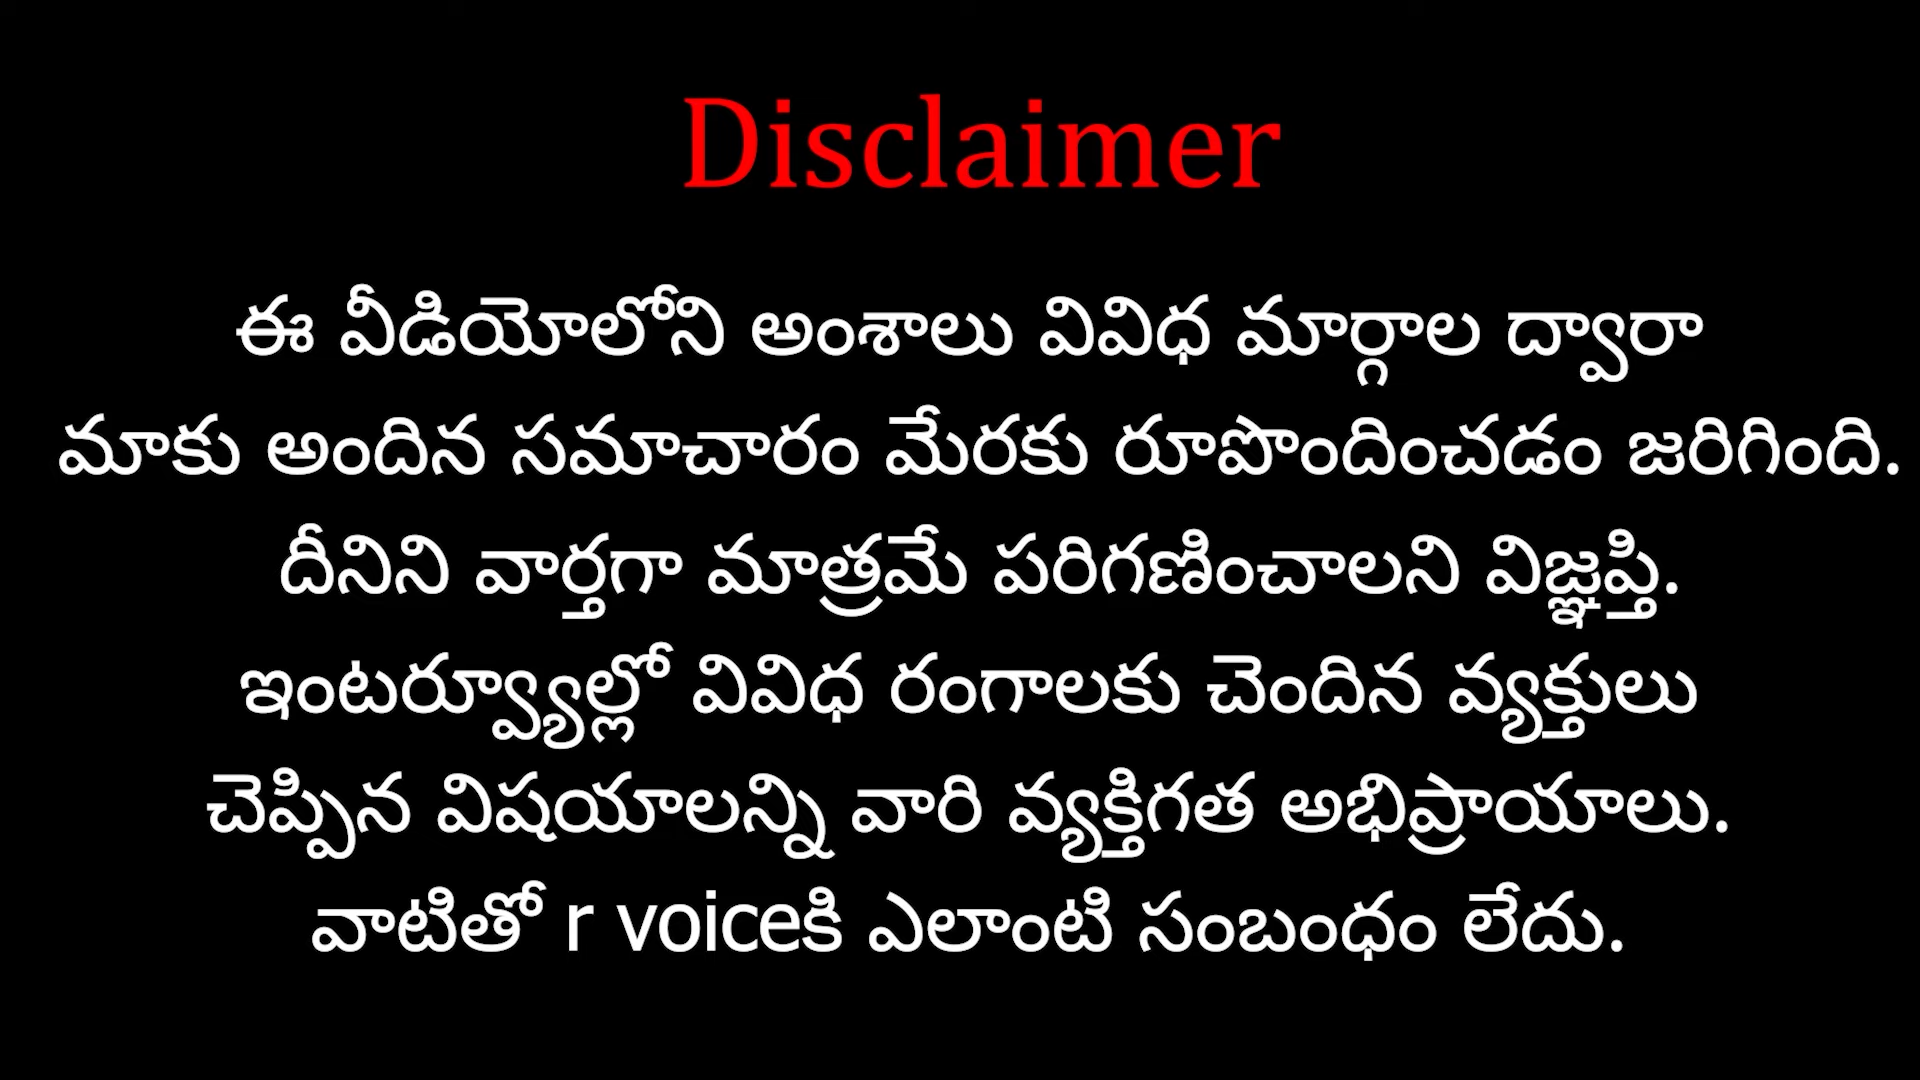 Disclaimer
ఈ వీడియోలోని అంశాలు వివిధ మార్గాల ద్వారా
మాకు అందిన సమాచారం మేరకు రూపొందించడం జరిగింది.
దీనిని వార్తగా మాత్రమే పరిగణించాలని విజ్ఞప్తి.
ఇంటర్వ్యూల్లో వివిధ రంగాలకు చెందిన వ్యక్తులు
చెప్పిన విషయాలన్ని వారి వ్యక్తిగత అభిప్రాయాలు.
వాటితో r voiceకి ఎలాంటి సంబంధం లేదు.